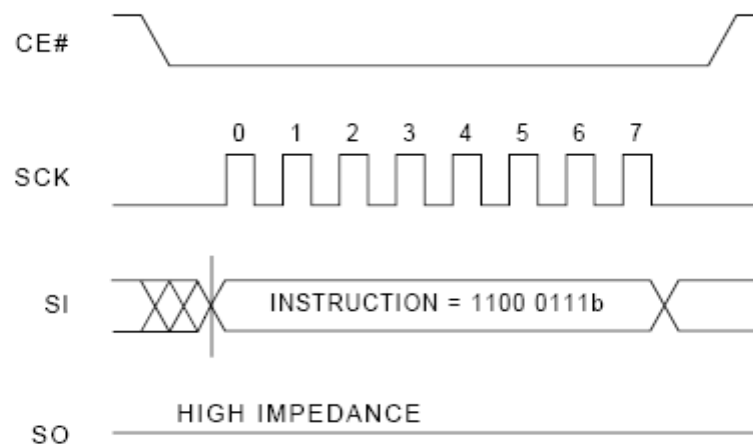 CE#
0 1 2 3 4 5 6 7
SCK
SI INSTRUCTION = 1100 0111b
HIGH IMPEDANCE
SO